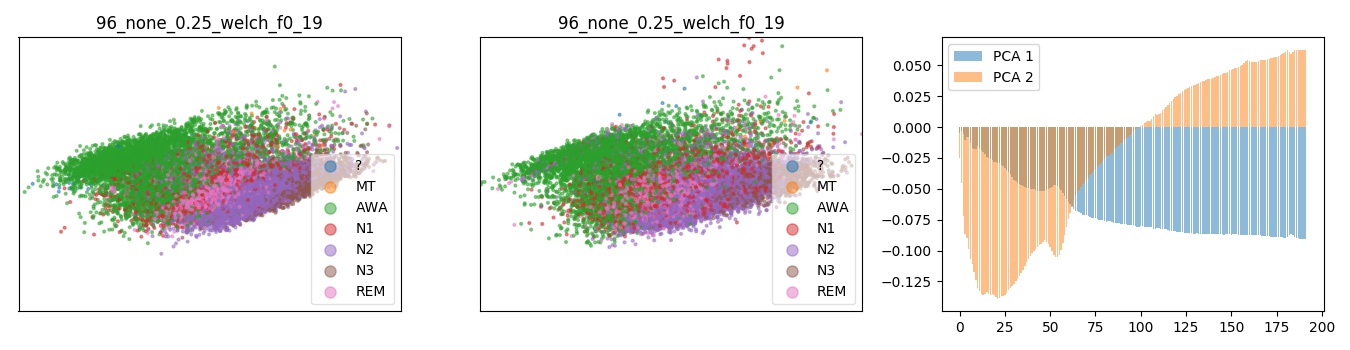 96_none_0.25_welch_f0_19
?
MT
AWA
N1
N2
N3
REM
96_none_0.25_welch_f0_19
?
MT
AWA
N1
N2
N3
REM
PCA 1
PCA 2
0.050
0.025
0.000
−0.025
−0.050
−0.075
−0.100
−0.125
0 25 50 75 100 125 150 175 200